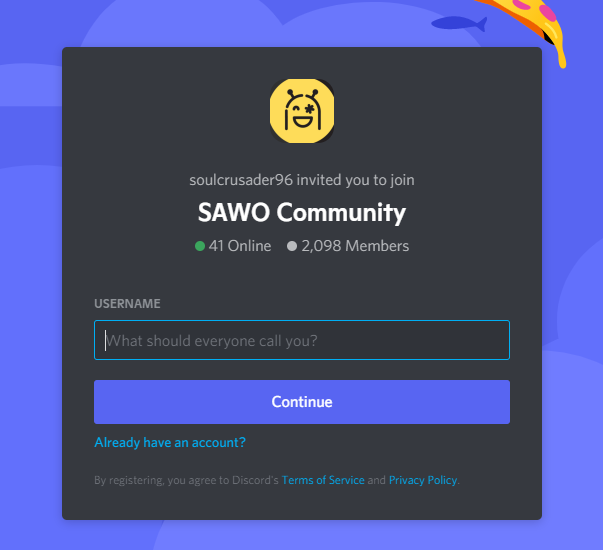 soulcrusader96 invited you to join
SAWO Community
41 Online 2,098 Members
USERNAME
What should everyone call you?
Continue
Already have an account?
By registering, you agree to Discord's Terms of Service and Privacy Policy.